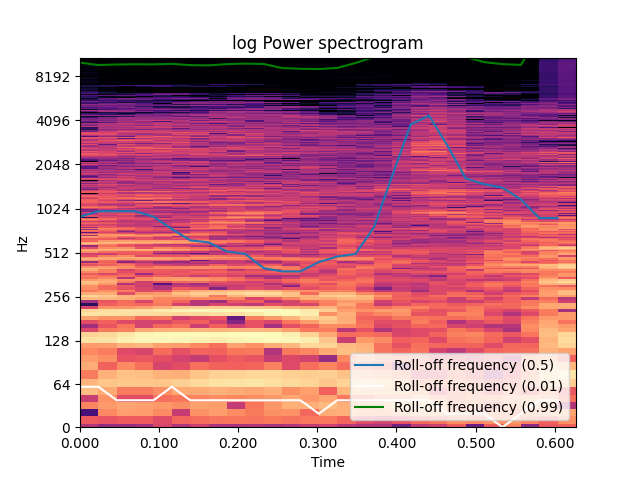 log Power spectrogram
8192
4096
2048
1024
512
256
128
64
0
Hz
Roll-off frequency (0.5)
Roll-off frequency (0.01)
Roll-off frequency (0.99)
0.000 0.100 0.200 0.300 0.400 0.500 0.600
Time